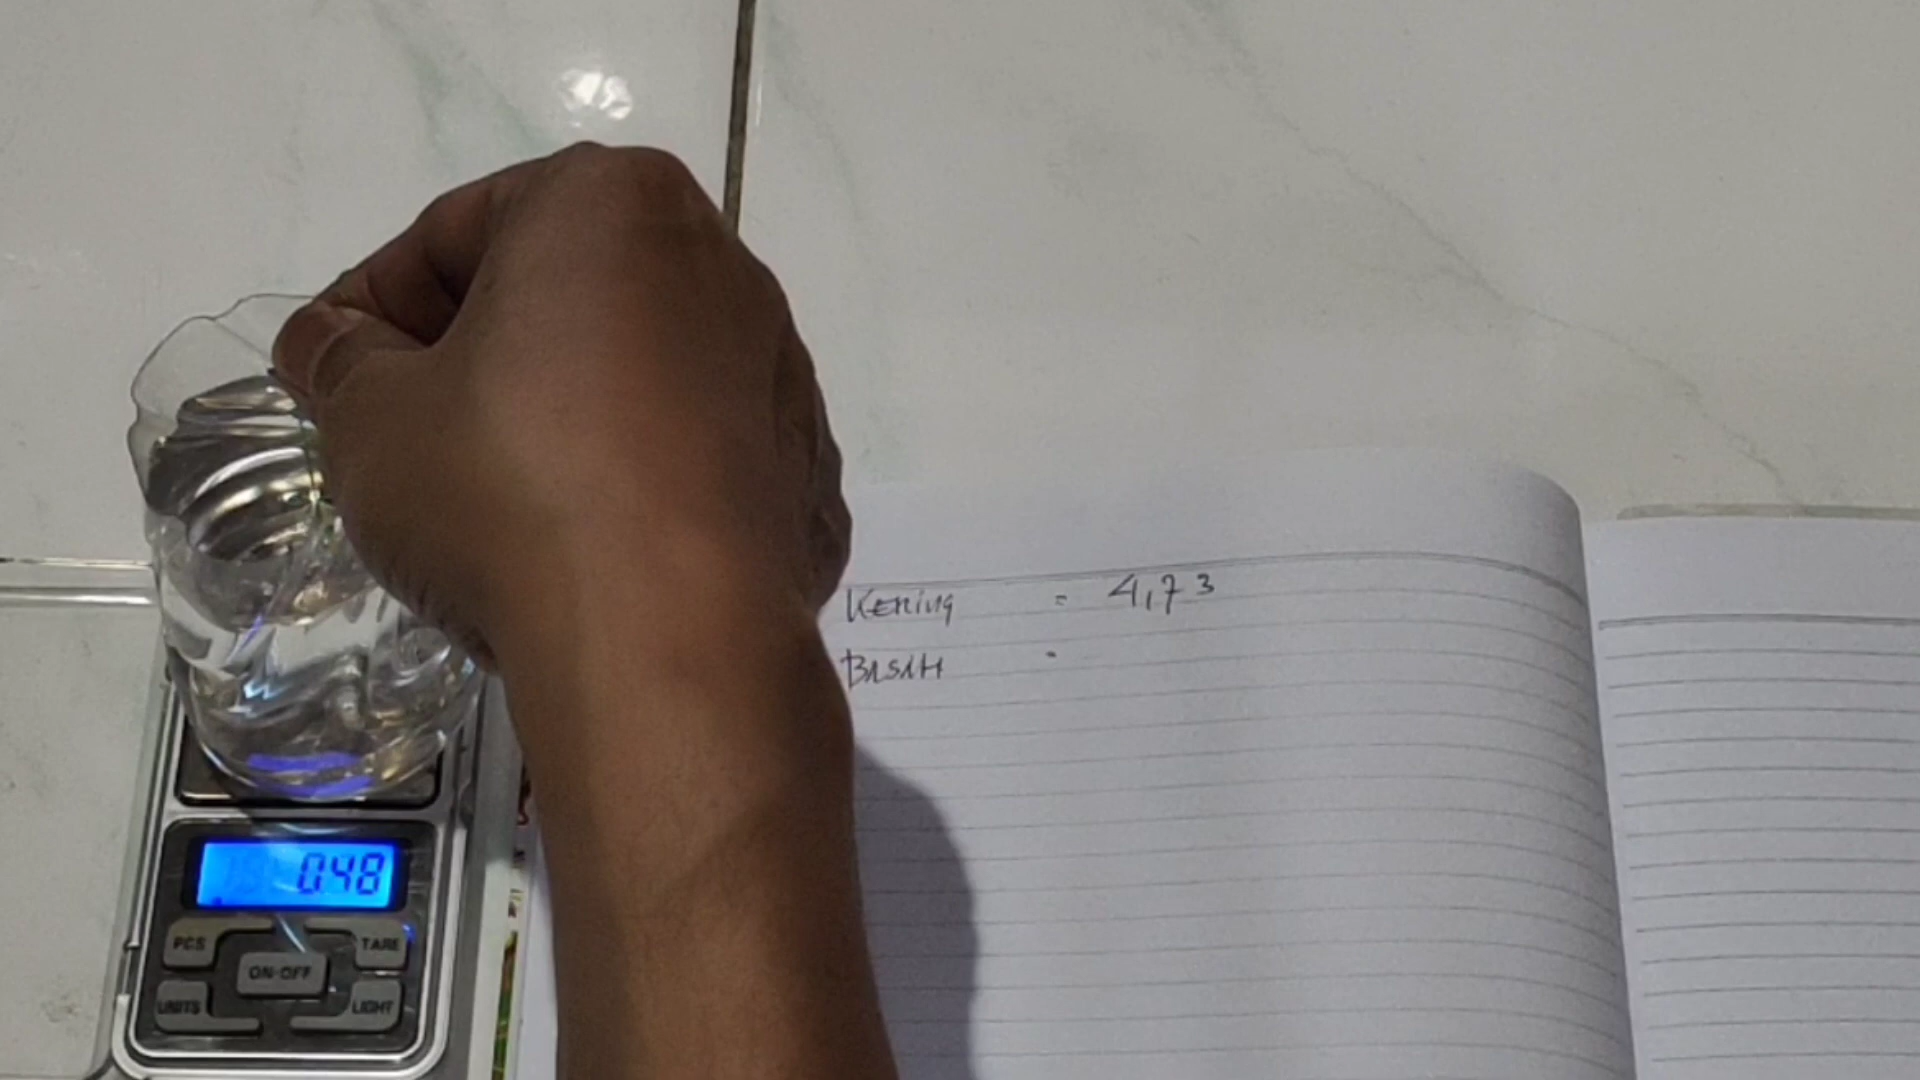 Kering = 4,73
BASAH
0.48
PCS TARE
ON-OFF
UNITS LIGHT